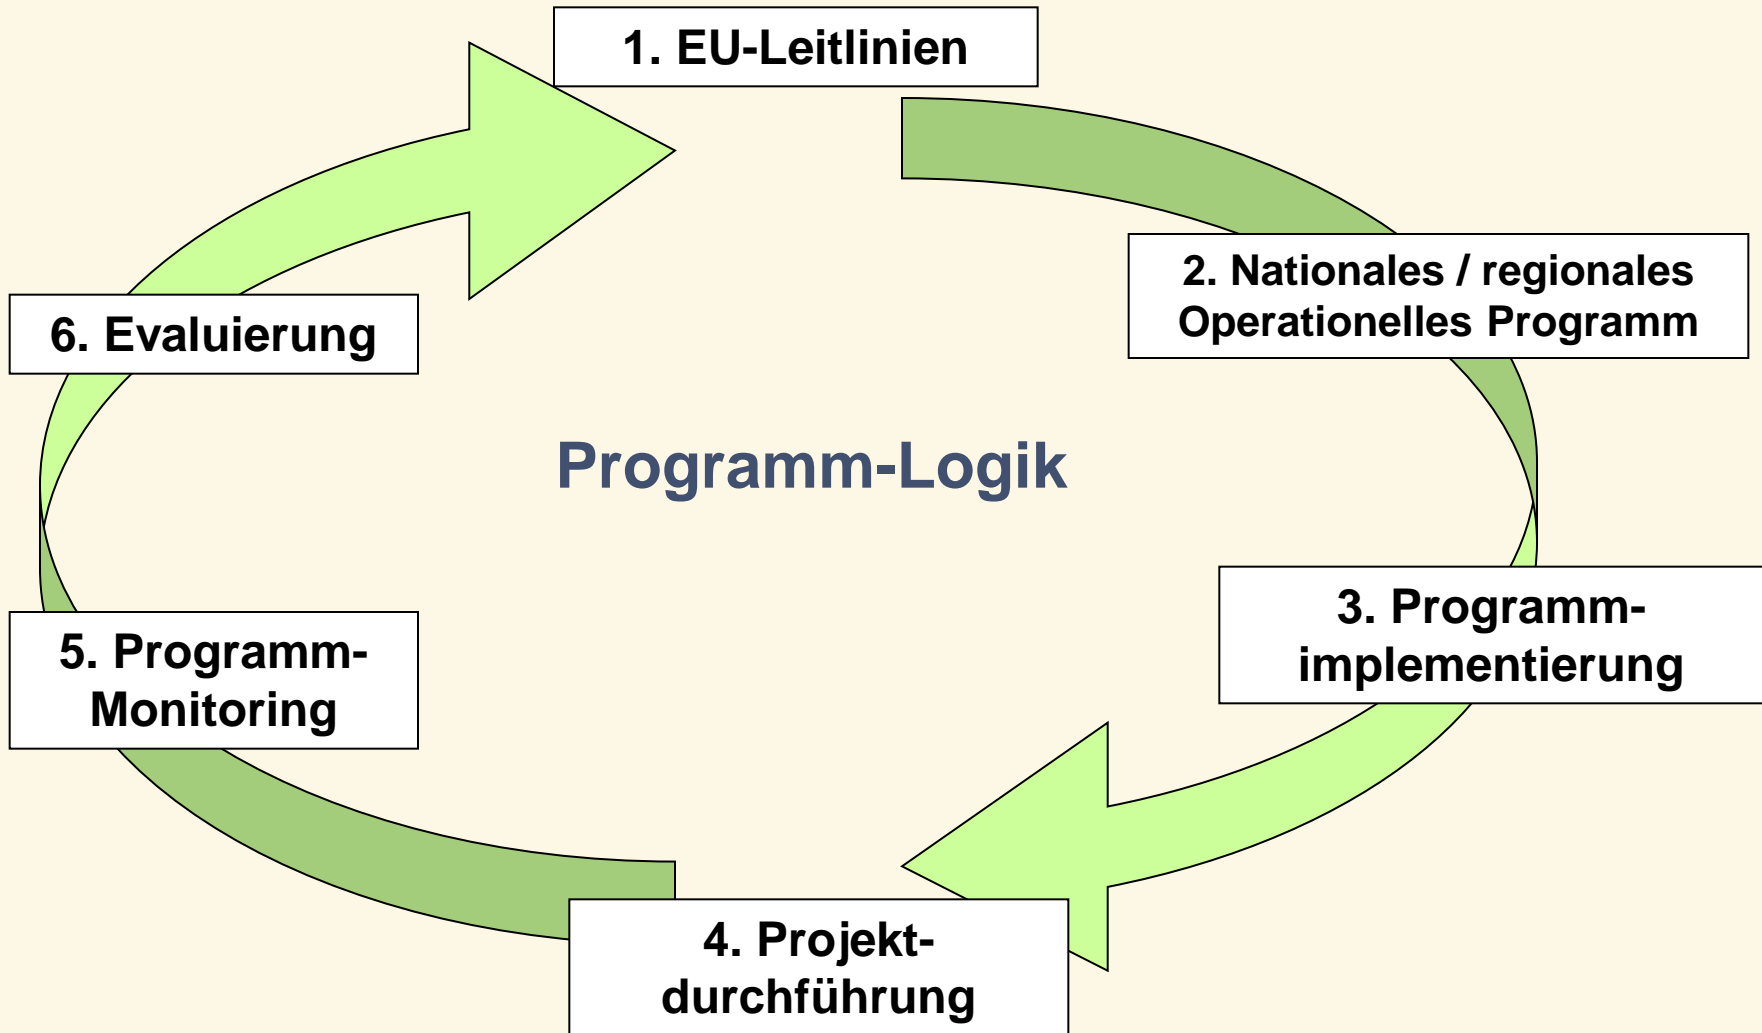 1. EU-Leitlinien
2. Nationales / regionales
Operationelles Programm
3. Programm-
implementierung
4. Projekt-
durchführung
5. Programm-
Monitoring
6. Evaluierung
Programm-Logik